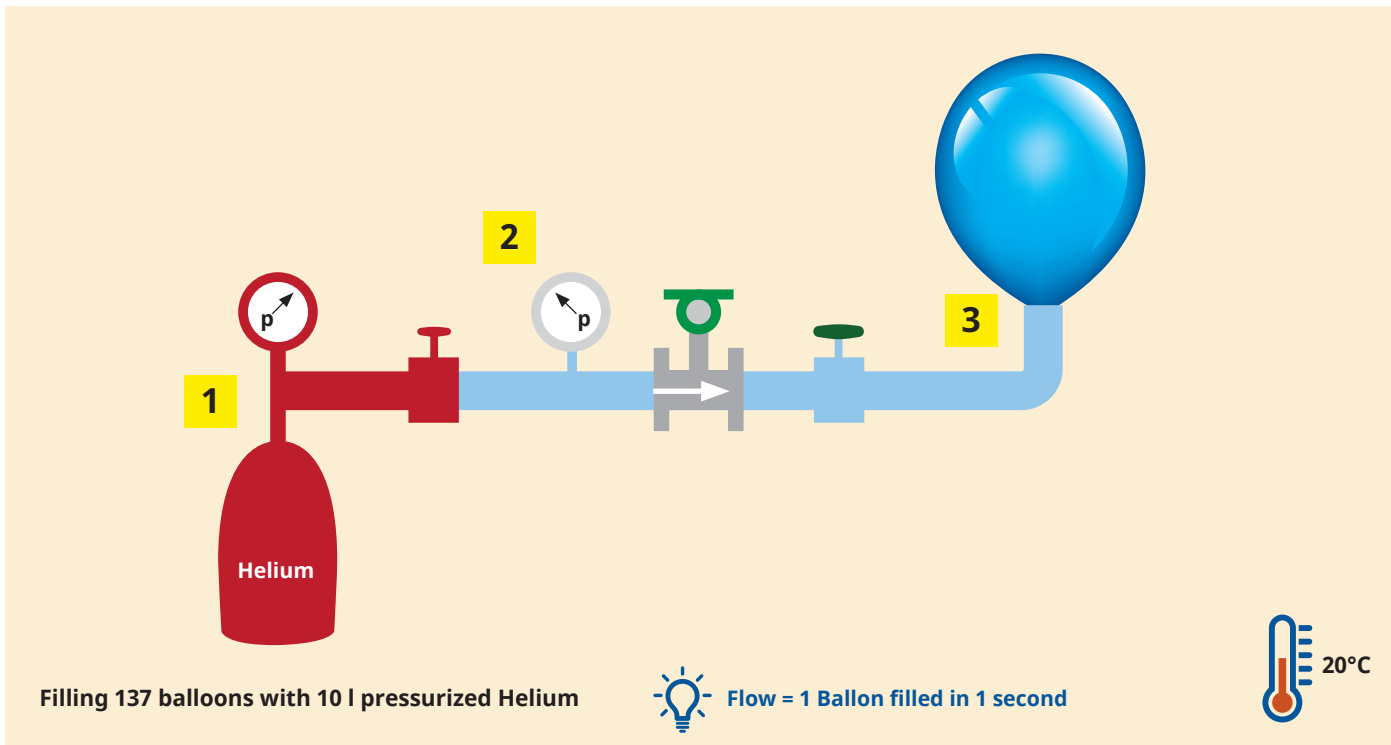 2
p
p
3
1
Helium
20°C
Filling 137 balloons with 10 l pressurized Helium
Flow = 1 Ballon filled in 1 second